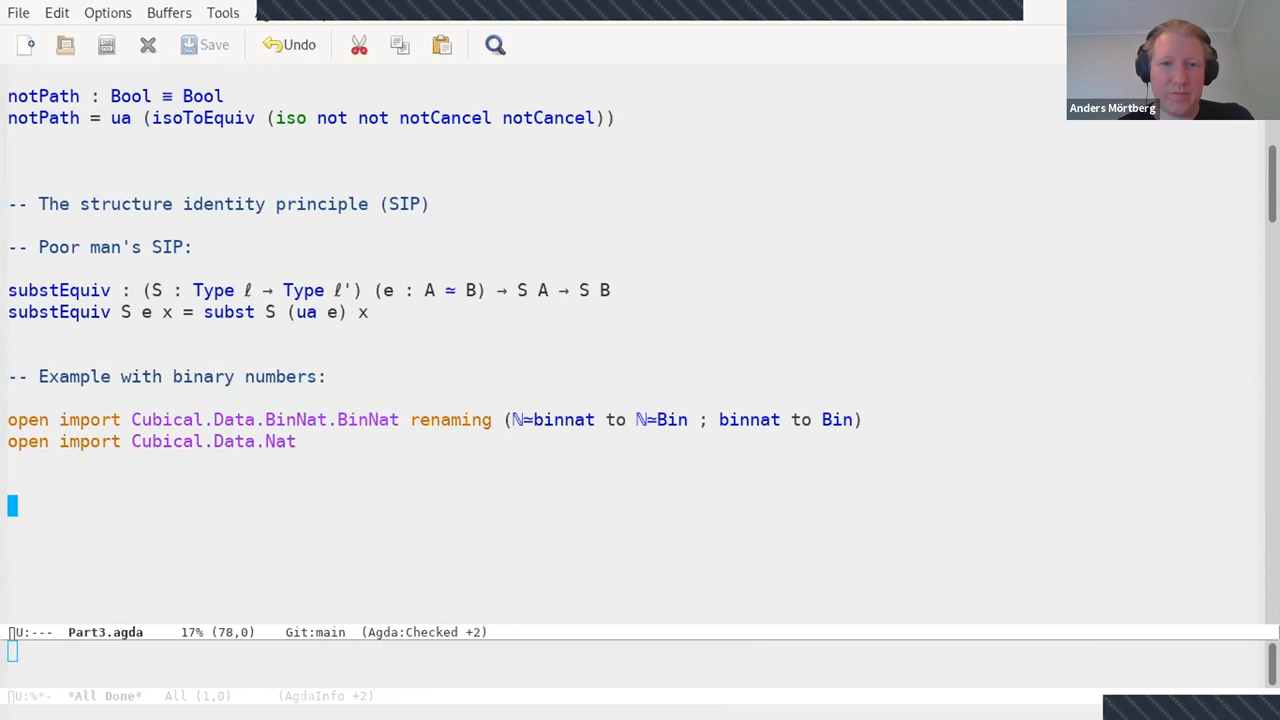 File Edit Options Buffers Tools
Save Undo
Anders Mörtberg
notPath : Bool ≡ Bool
notPath = ua (isoToEquiv (iso not not notCancel notCancel))
-- The structure identity principle (SIP)
-- Poor man's SIP:
substEquiv : (S : Type ℓ → Type ℓ') (e : A ≃ B) → S A → S B
substEquiv S e x = subst S (ua e) x
-- Example with binary numbers:
open import Cubical.Data.BinNat.BinNat renaming (ℕ≃binnat to ℕ≃Bin ; binnat to Bin)
open import Cubical.Data.Nat
U:--- Part3.agda 17% (78,0) Git:main (Agda:Checked +2)
U:%*- *All Done* All (1,0) (AgdaInfo +2)